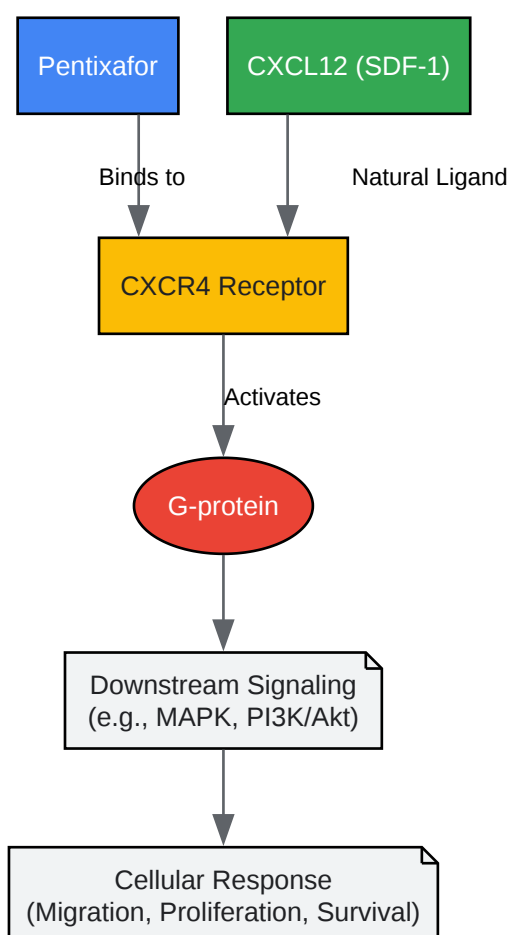 Pentixafor
CXCL12 (SDF-1)
Binds to
Natural Ligand
CXCR4 Receptor
Activates
G-protein
Downstream Signaling
(e.g., MAPK, PI3K/Akt)
Cellular Response
(Migration, Proliferation, Survival)